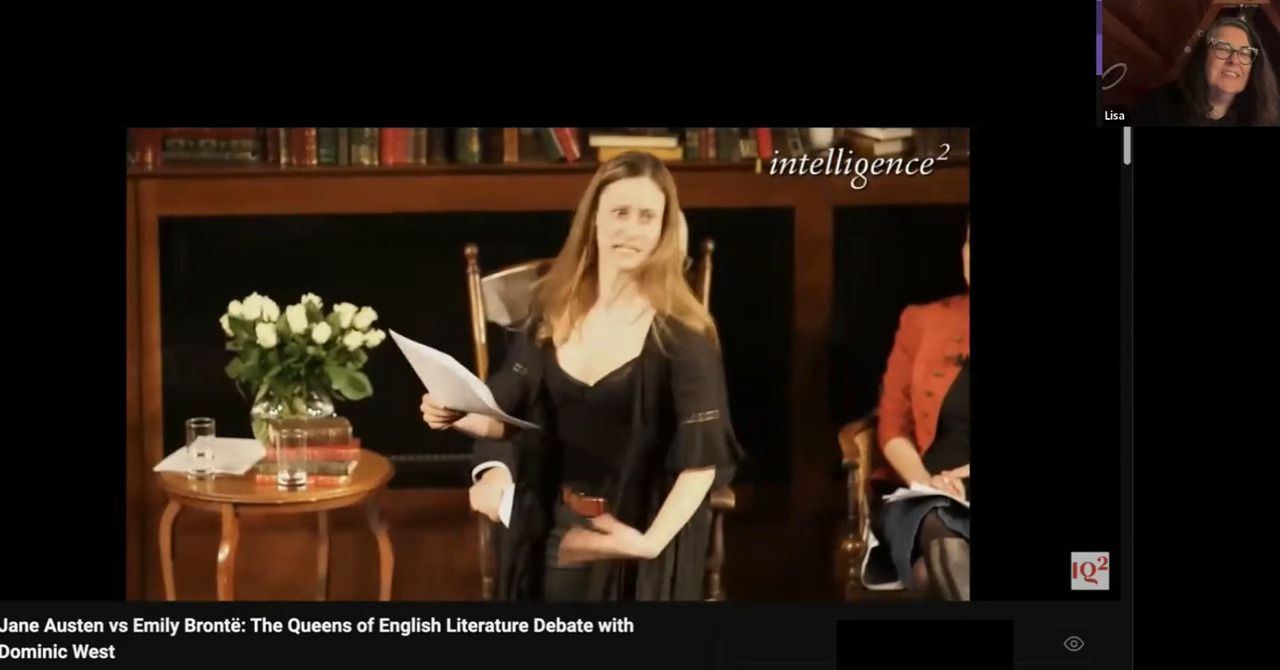 Lisa
intelligence²
IQ²
Jane Austen vs Emily Brontë: The Queens of English Literature Debate with
Dominic West